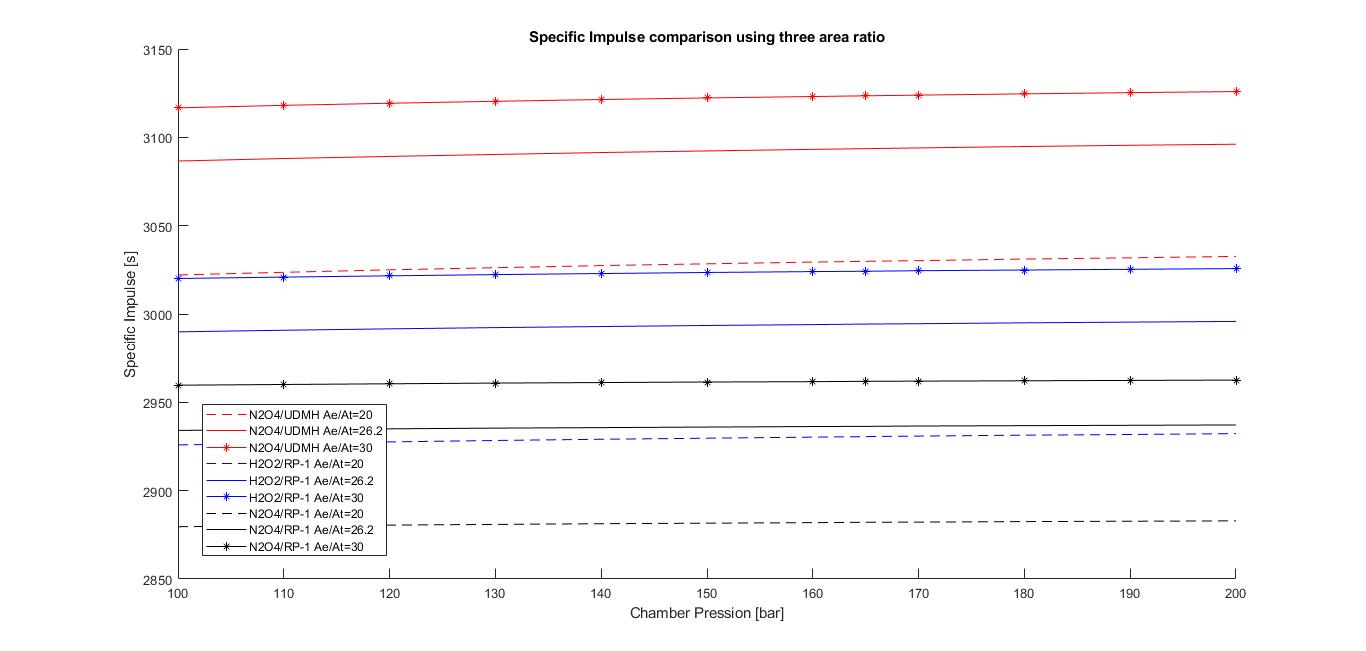 Specific Impulse comparison using three area ratio
3150
3100
3050
3000
2950
2900
2850
Specific Impulse [s]
N2O4/UDMH Ae/At=20
N2O4/UDMH Ae/At=26.2
N2O4/UDMH Ae/At=30
H2O2/RP-1 Ae/At=20
H2O2/RP-1 Ae/At=26.2
H2O2/RP-1 Ae/At=30
N2O4/RP-1 Ae/At=20
N2O4/RP-1 Ae/At=26.2
N2O4/RP-1 Ae/At=30
100 110 120 130 140 150 160 170 180 190 200
Chamber Pression [bar]